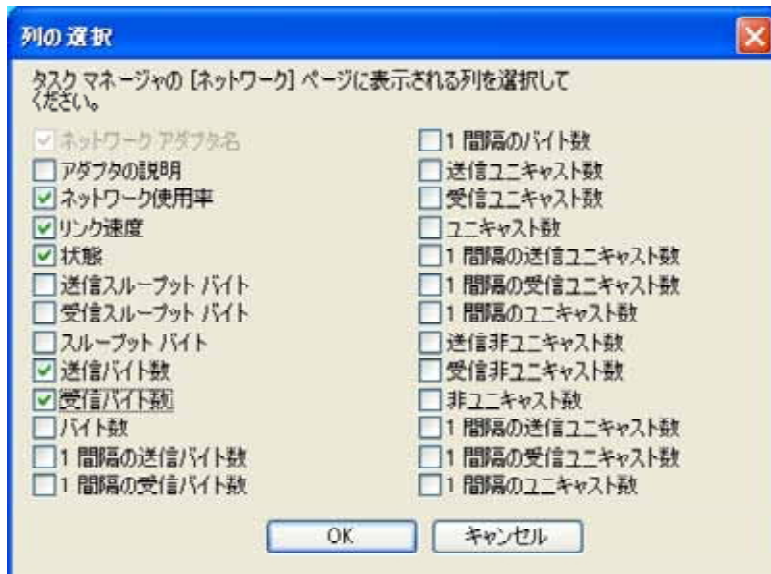 列の選択
タスク マネージャの [ネットワーク] ページに表示される列を選択して
ください。
ネットワーク アダプタ名
アダプタの説明
ネットワーク使用率
リンク速度
状態
送信スループット バイト
受信スループット バイト
スループット バイト
送信バイト数
受信バイト数
バイト数
1 間隔の送信バイト数
1 間隔の受信バイト数
1 間隔のバイト数
送信ユニキャスト数
受信ユニキャスト数
ユニキャスト数
1 間隔の送信ユニキャスト数
1 間隔の受信ユニキャスト数
1 間隔のユニキャスト数
送信非ユニキャスト数
受信非ユニキャスト数
非ユニキャスト数
1 間隔の送信ユニキャスト数
1 間隔の受信ユニキャスト数
1 間隔のユニキャスト数
OK
キャンセル